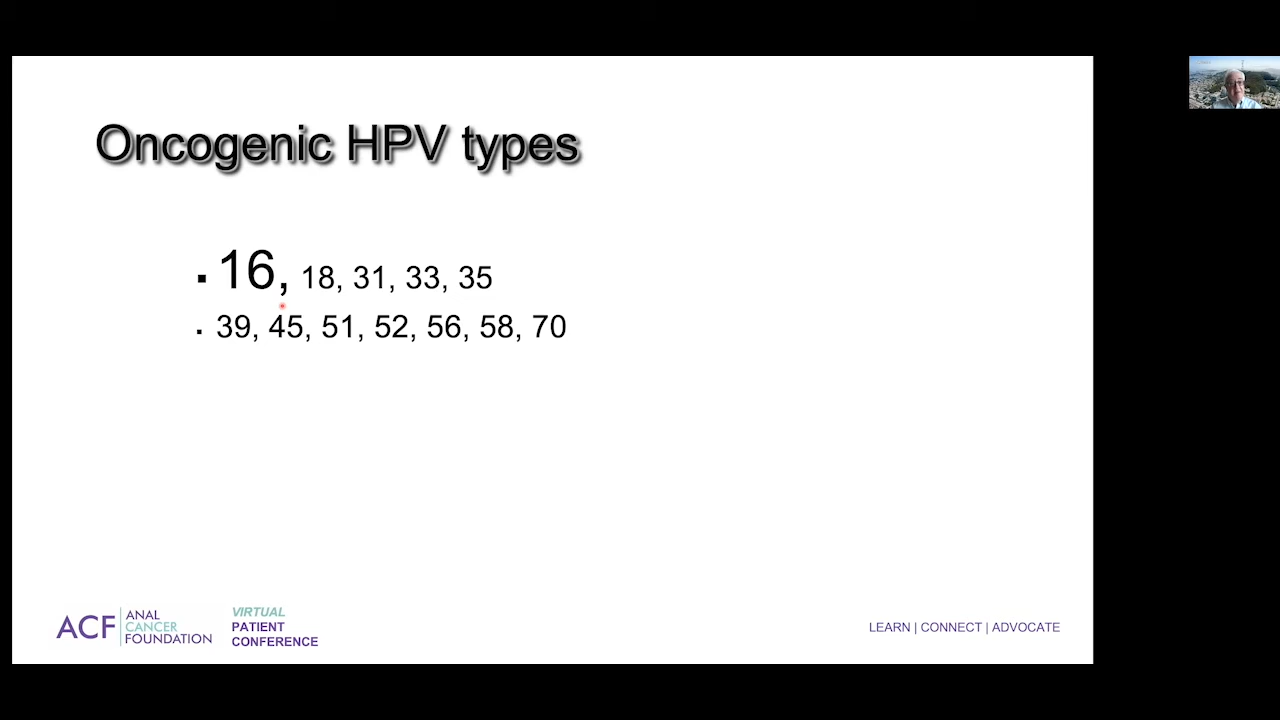 Oncogenic HPV types
▪ 16, 18, 31, 33, 35
▪ 39, 45, 51, 52, 56, 58, 70
ACF
ANAL
CANCER
FOUNDATION
VIRTUAL
PATIENT
CONFERENCE
LEARN | CONNECT | ADVOCATE